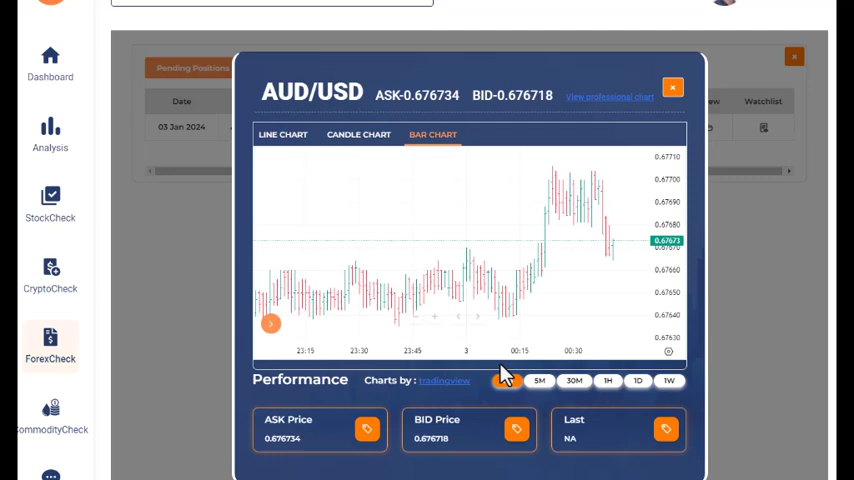 Dashboard
Analysis
StockCheck
CryptoCheck
ForexCheck
CommodityCheck
Pending Positions
Date
Watchlist
03 Jan 2024
AUD/USD ASK-0.676734 BID-0.676718 View professional chart
LINE CHART CANDLE CHART BAR CHART
0.67710
0.67700
0.67690
0.67680
0.67673
0.67660
0.67650
0.67640
0.67630
23:15 23:30 23:45 3 00:15 00:30
Performance Charts by : tradingview 5M 30M 1H 1D 1W
ASK Price
0.676734
BID Price
0.676718
Last
NA